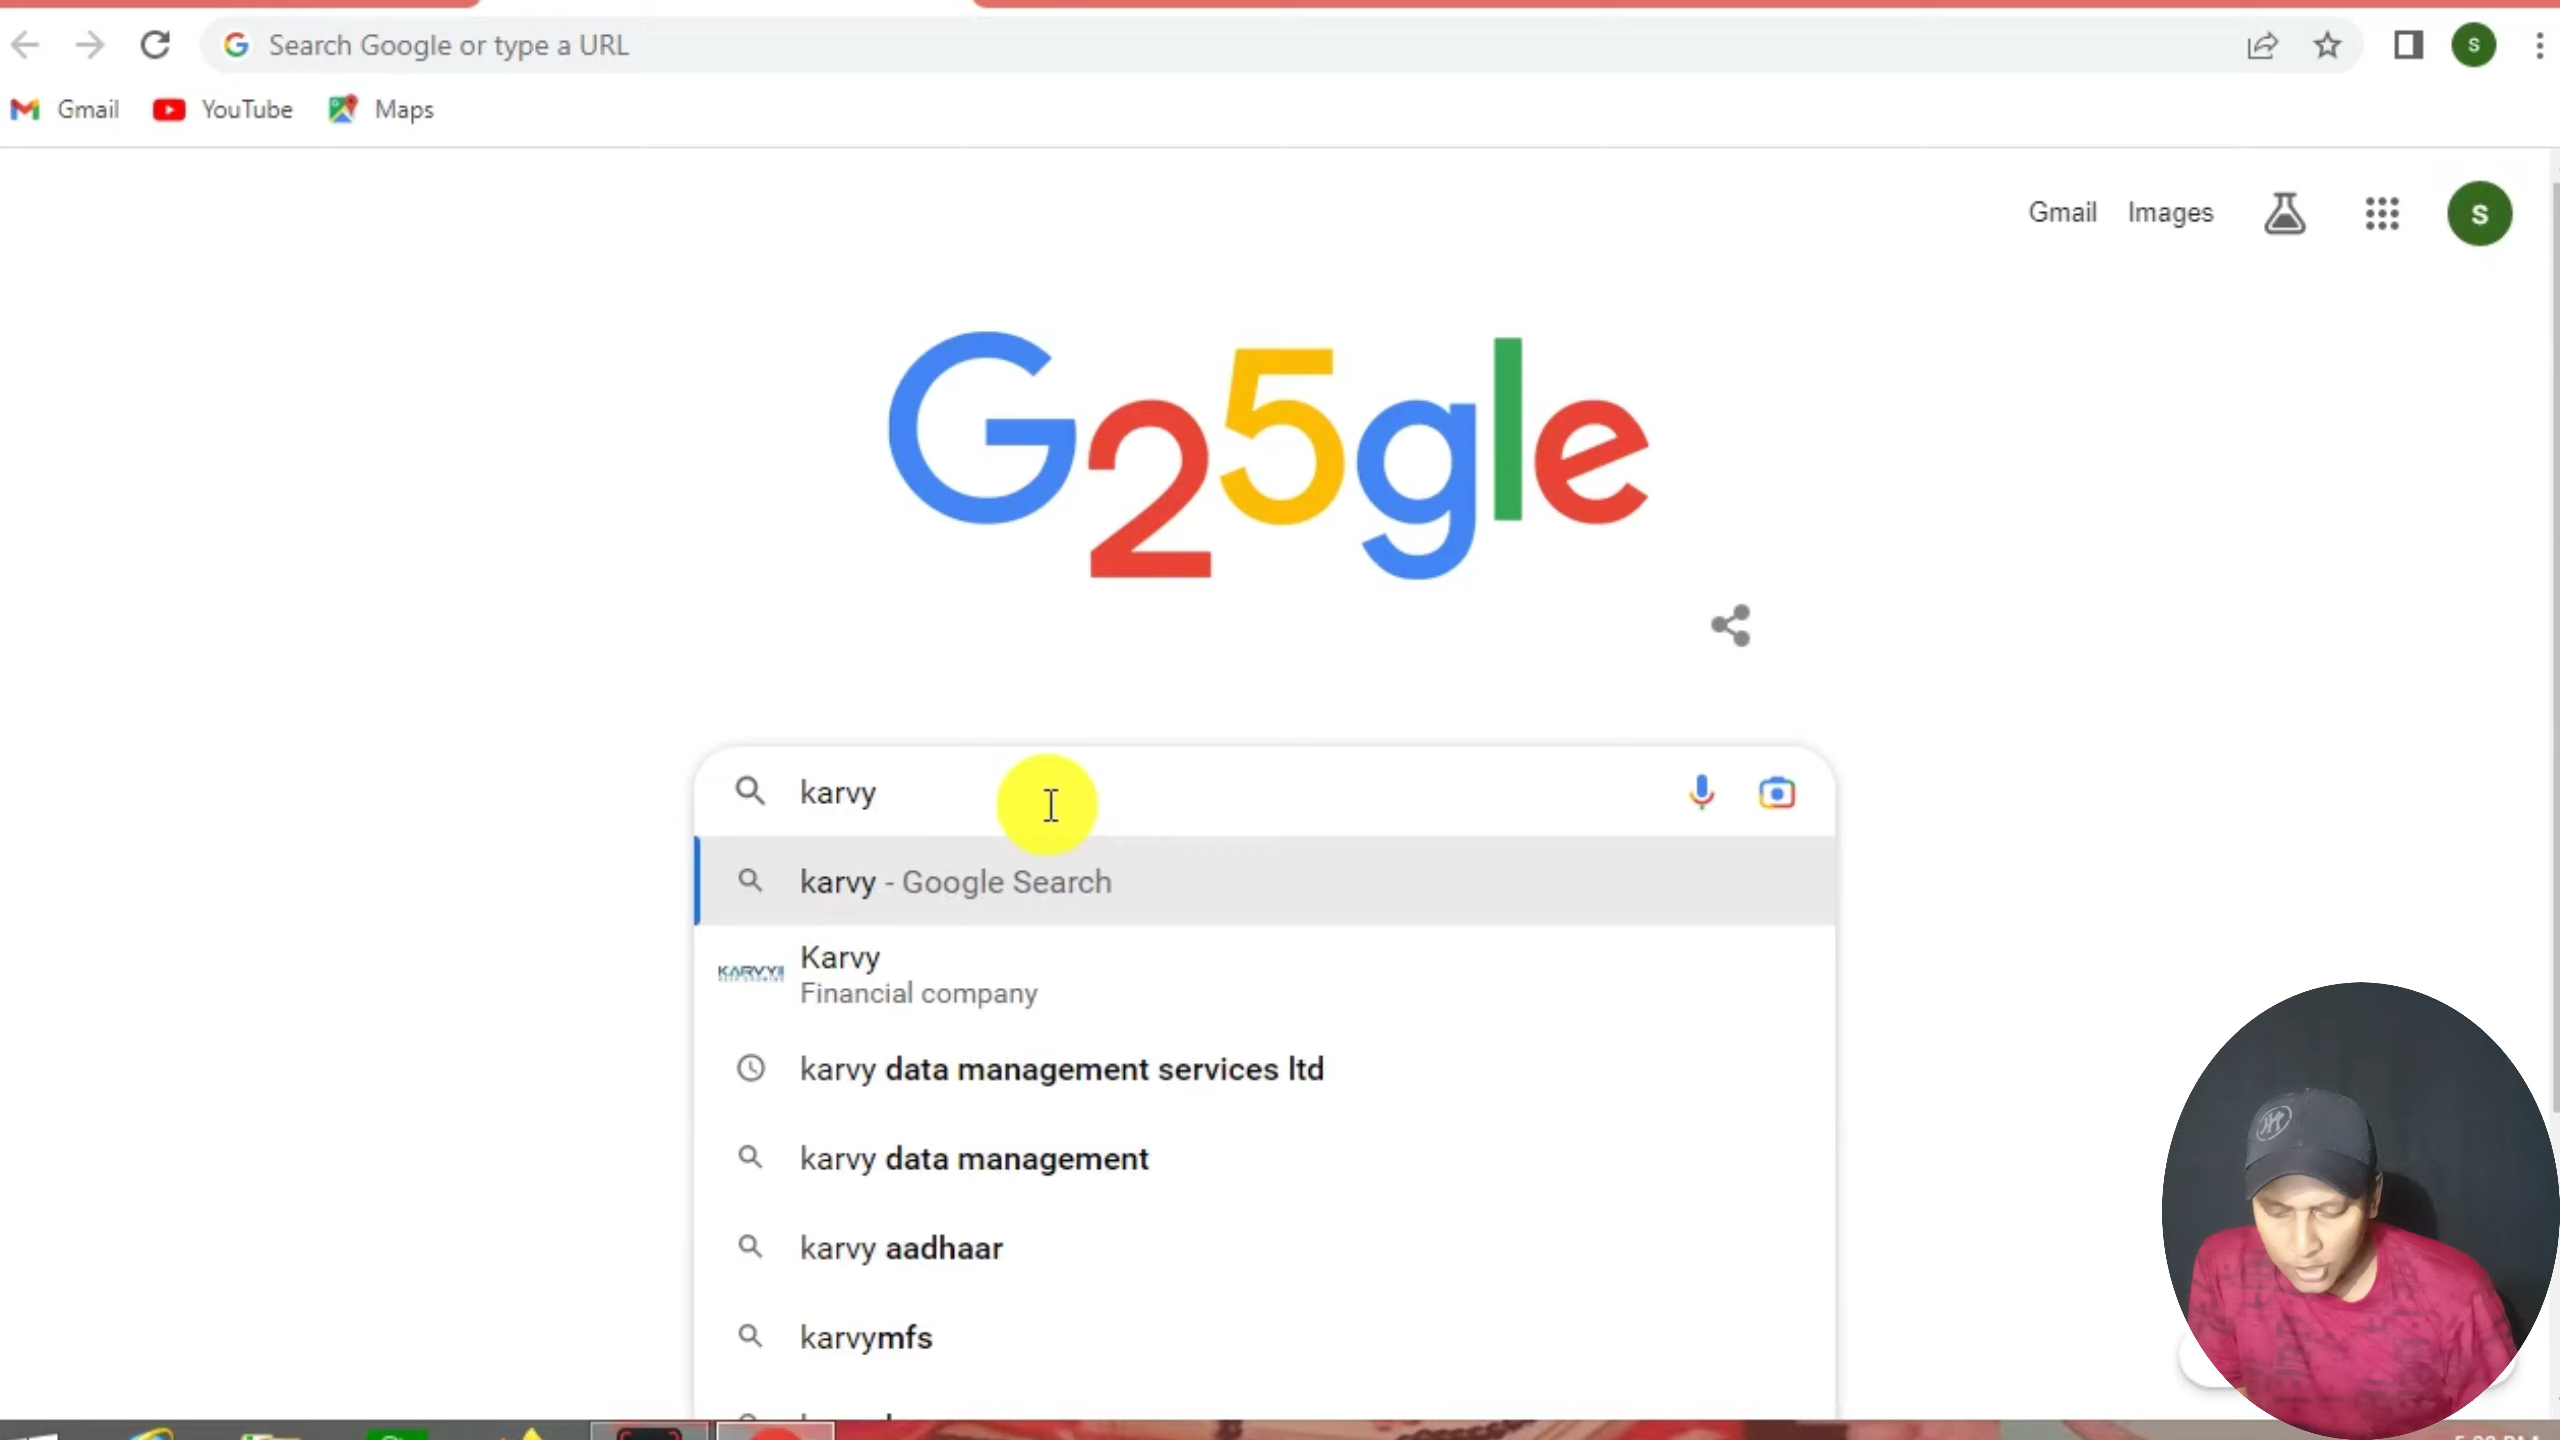 Search Google or type a URL
S
Gmail YouTube Maps
Gmail Images S
G25gle
karvy
karvy - Google Search
KARVY Karvy
Financial company
karvy data management services ltd
karvy data management
karvy aadhaar
karvymfs